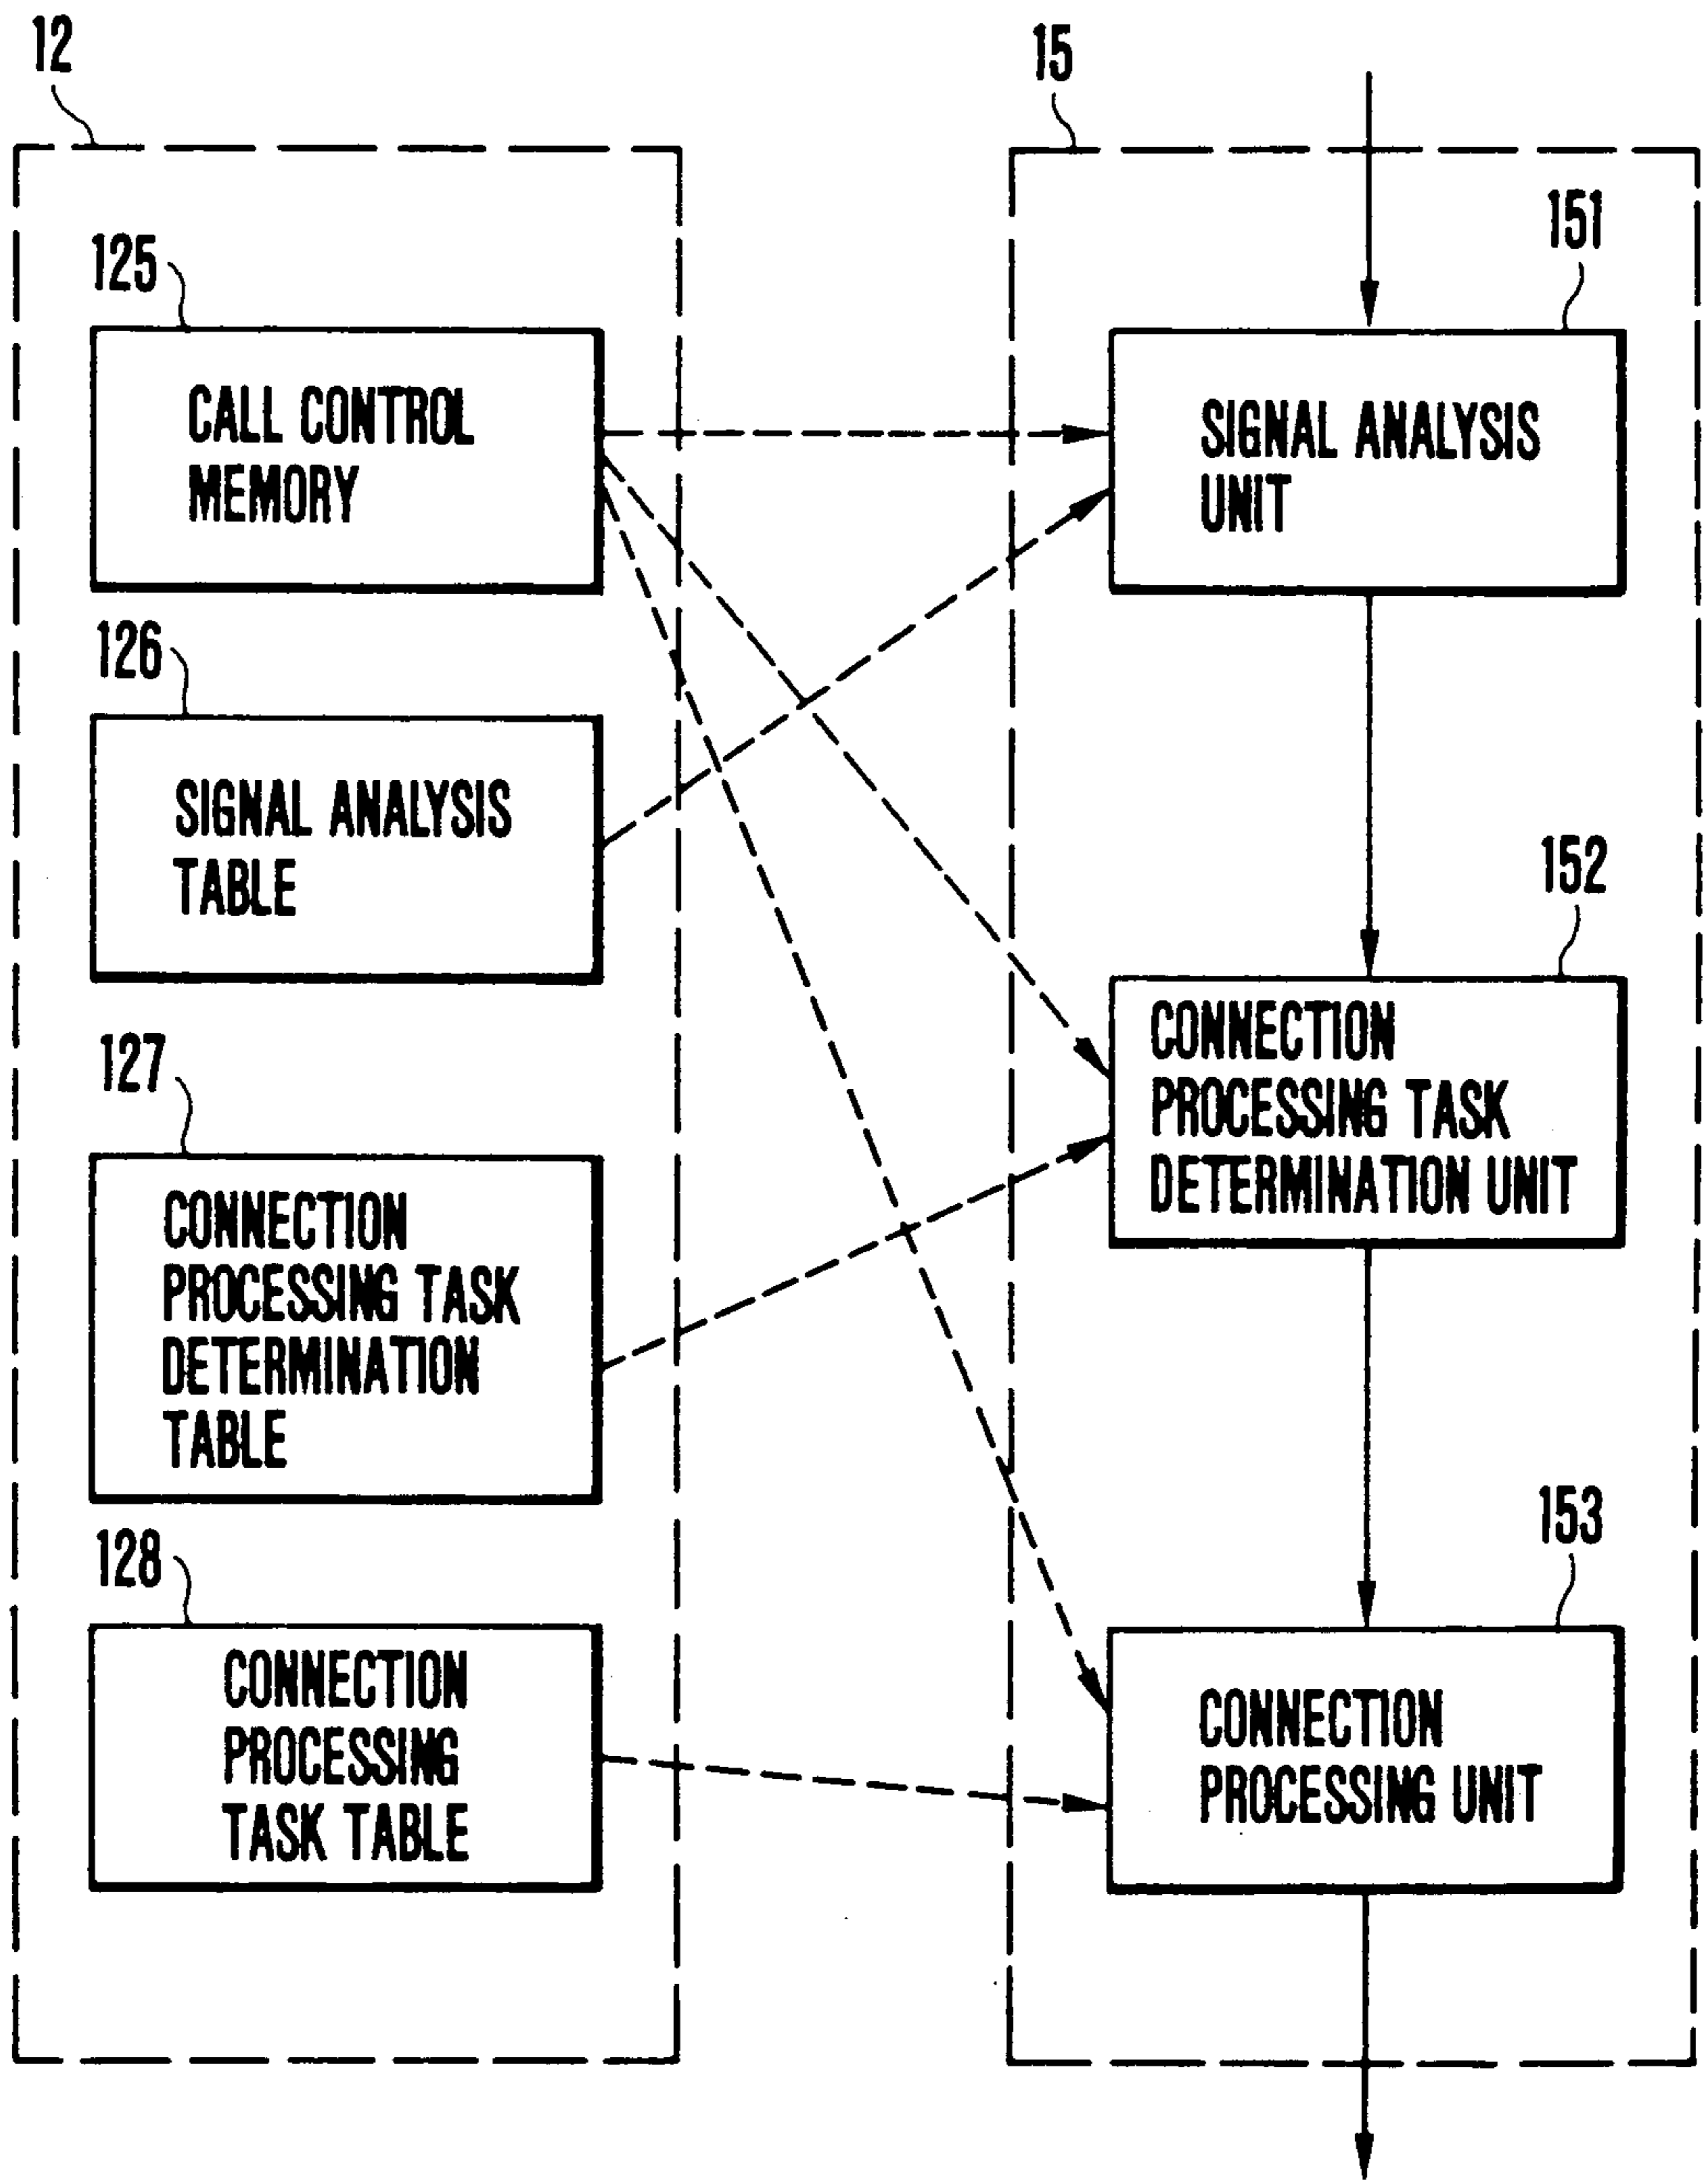 12
15
125
CALL CONTROL
MEMORY
126
SIGNAL ANALYSIS
TABLE
127
CONNECTION
PROCESSING TASK
DETERMINATION
TABLE
128
CONNECTION
PROCESSING
TASK TABLE
151
SIGNAL ANALYSIS
UNIT
152
CONNECTION
PROCESSING TASK
DETERMINATION UNIT
153
CONNECTION
PROCESSING UNIT